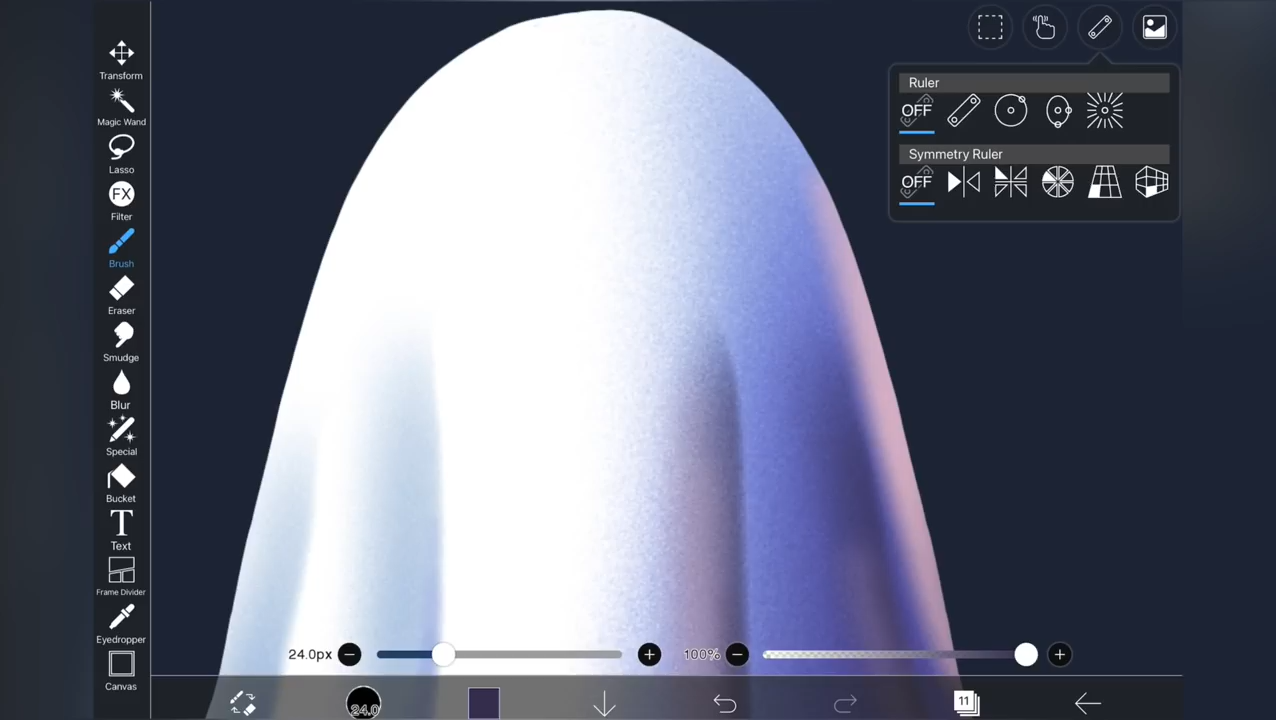 Transform
Magic Wand
Lasso
FX
Filter
Brush
Eraser
Smudge
Blur
Special
Bucket
T
Text
Frame Divider
Eyedropper
Canvas
Ruler
OFF
Symmetry Ruler
OFF
24.0px
100%
24.0
11